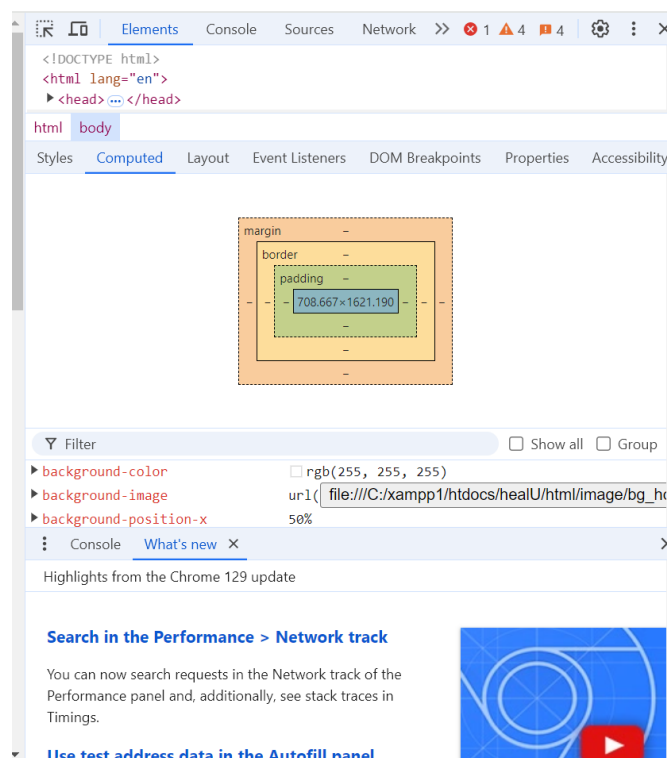 Elements Console Sources Network 1 4 4
<!DOCTYPE html>
<html lang="en">
<head> … </head>
html body
Styles Computed Layout Event Listeners DOM Breakpoints Properties Accessibility
margin –
border –
padding –
– – – 708.667×1621.190 – – –
–
–
–
Filter Show all Group
background-color rgb(255, 255, 255)
background-image url( file:///C:/xampp1/htdocs/healU/html/image/bg_
background-position-x 50%
Console What's new
Highlights from the Chrome 129 update
Search in the Performance > Network track
You can now search requests in the Network track of the
Performance panel and, additionally, see stack traces in
Timings.
Use test address data in the Autofill panel